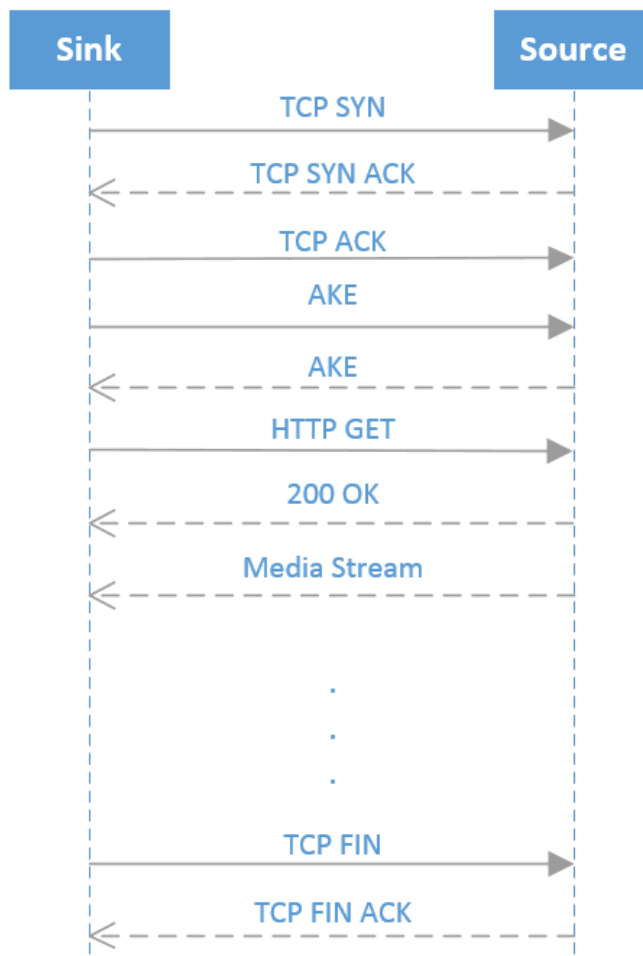 Sink Source
TCP SYN
TCP SYN ACK
TCP ACK
AKE
AKE
HTTP GET
200 OK
Media Stream
.
.
.
TCP FIN
TCP FIN ACK